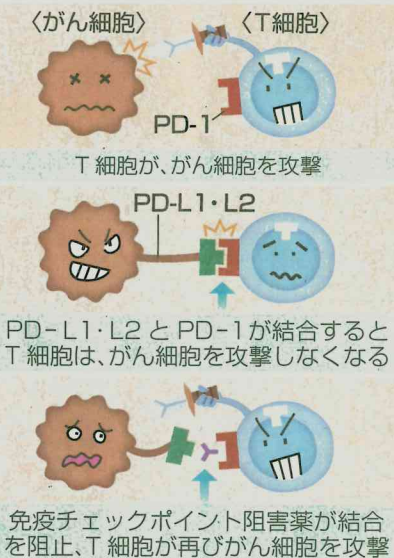 〈がん細胞〉 〈T細胞〉
PD-1
T細胞が、がん細胞を攻撃
PD-L1・L2
PD-L1・L2とPD-1が結合すると
T細胞は、がん細胞を攻撃しなくなる
免疫チェックポイント阻害薬が結合
を阻止、T細胞が再びがん細胞を攻撃